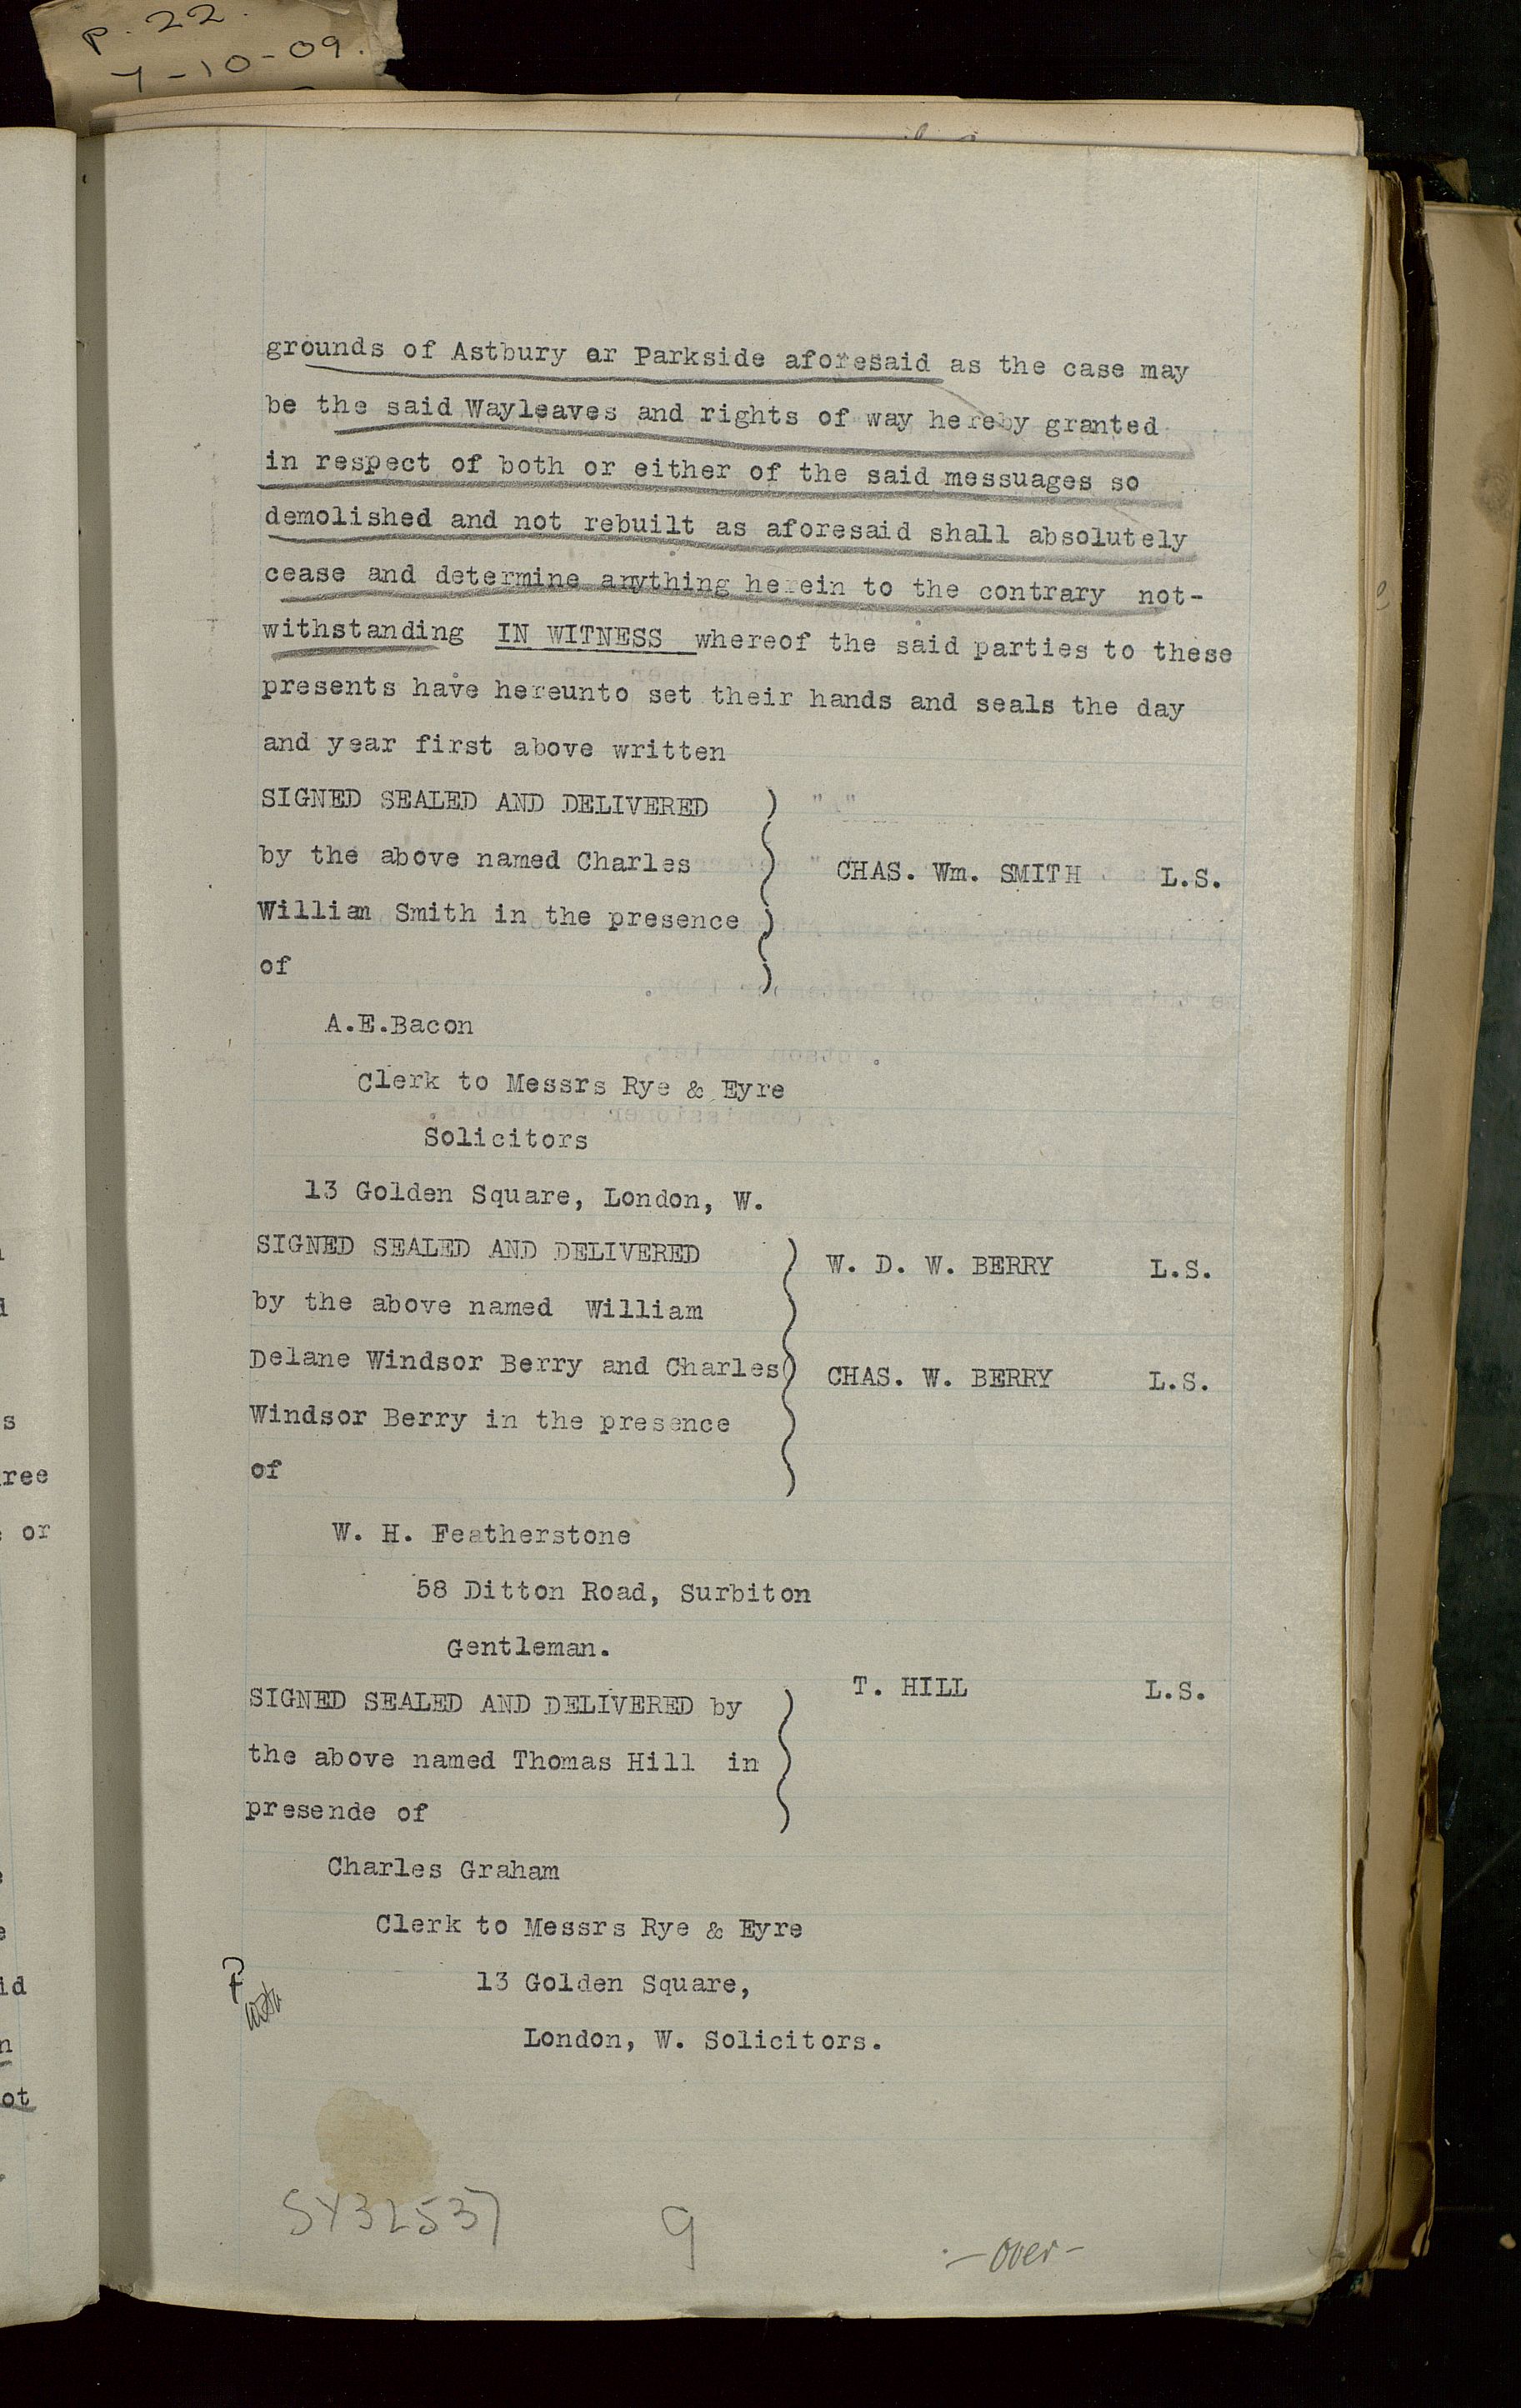 p. 22.
7-10-09.
grounds of Astbury or Parkside aforesaid as the case may
be the said Wayleaves and rights of way hereby granted
in respect of both or either of the said messuages so
demolished and not rebuilt as aforesaid shall absolutely
cease and determine anything herein to the contrary not-
withstanding IN WITNESS whereof the said parties to these
presents have hereunto set their hands and seals the day
and year first above written
SIGNED SEALED AND DELIVERED
by the above named Charles
CHAS. Wm. SMITH L.S.
William Smith in the presence
of
A.E.Bacon
Clerk to Messrs Rye & Eyre
Solicitors
13 Golden Square, London, W.
SIGNED SEALED AND DELIVERED
W. D. W. BERRY L.S.
by the above named William
Delane Windsor Berry and Charles
CHAS. W. BERRY L.S.
Windsor Berry in the presence
of
W. H. Featherstone
58 Ditton Road, Surbiton
Gentleman.
T. HILL L.S.
SIGNED SEALED AND DELIVERED by
the above named Thomas Hill in
presende of
Charles Graham
Clerk to Messrs Rye & Eyre
13 Golden Square,
London, W. Solicitors.
SY32537
9
-over-
ree
or
id
n
ot